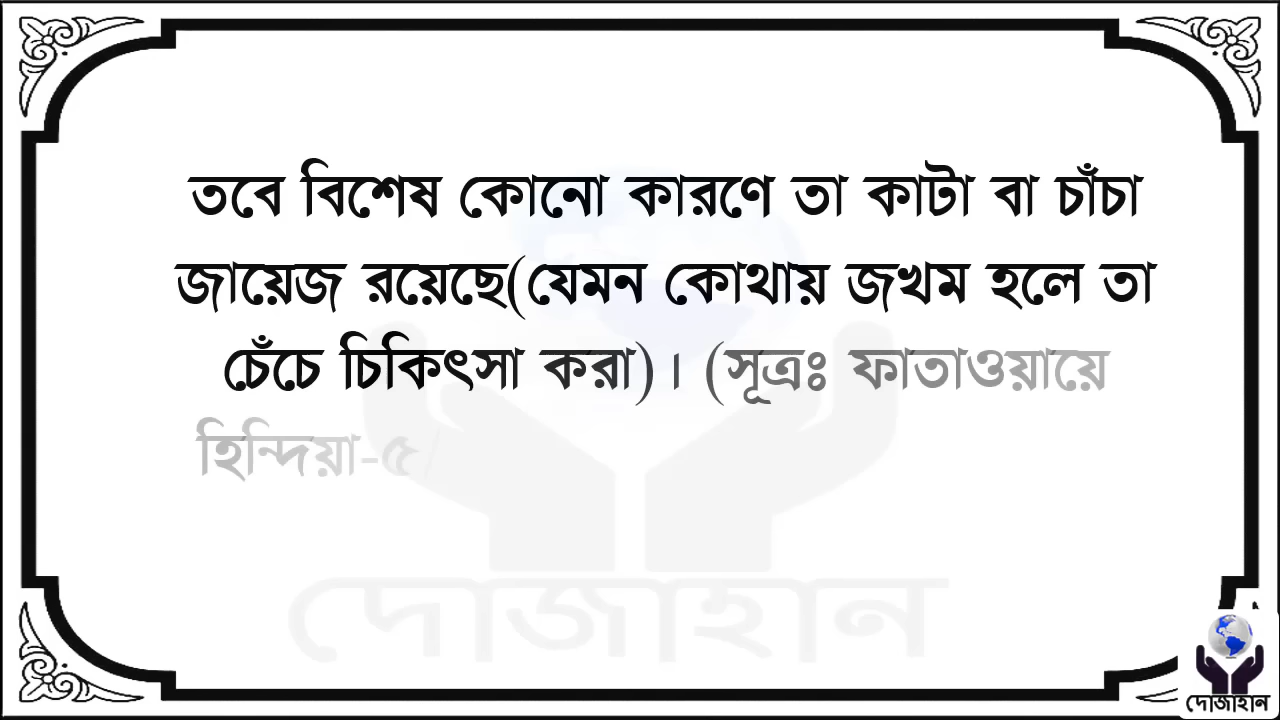 তবে বিশেষ কোনো কারণে তা কাটা বা চাঁচা
জায়েজ রয়েছে(যেমন কোথায় জখম হলে তা
চেঁচে চিকিৎসা করা)। (সূত্রঃ ফাতাওয়ায়ে
হিন্দিয়া-৫/
দোজাহান
দোজাহান